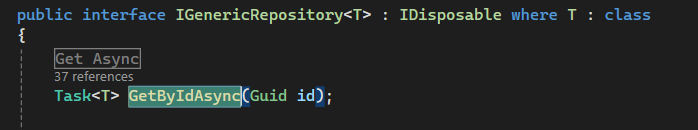 public interface IGenericRepository<T> : IDisposable where T : class
{
Get Async
37 references
Task<T> GetByIdAsync(Guid id);